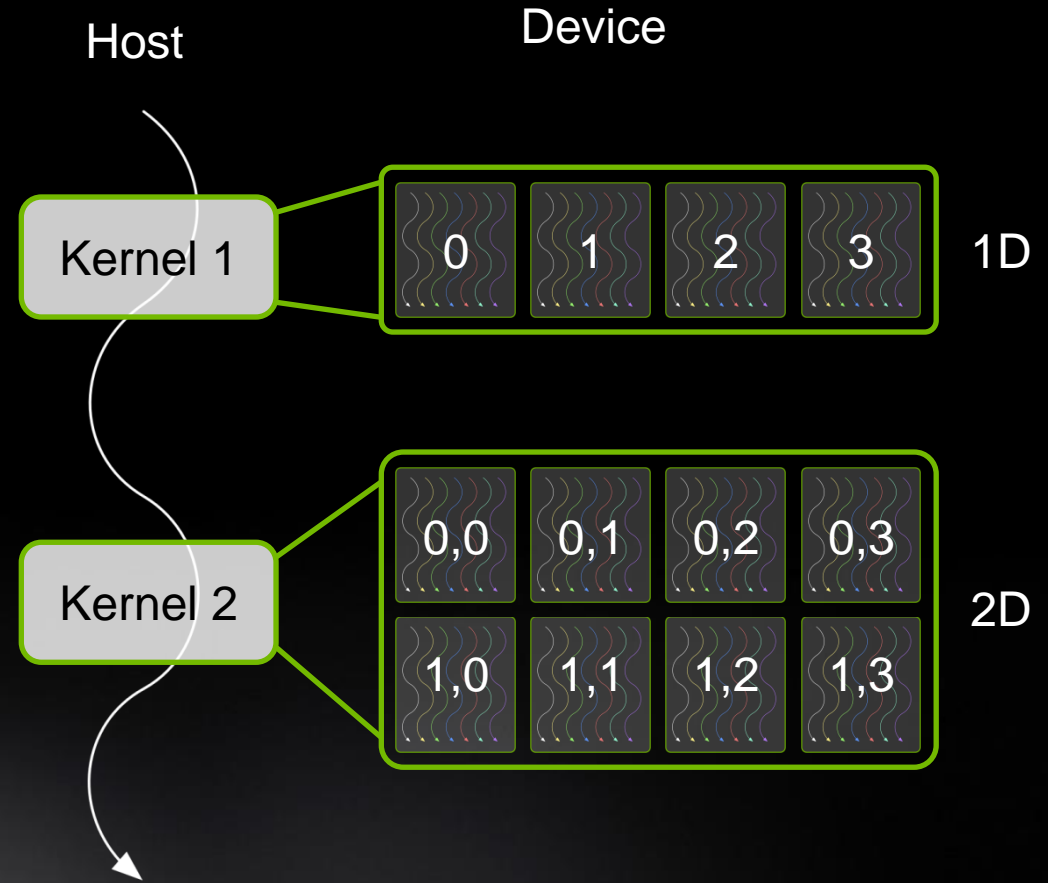 Host
Device
Kernel 1
0 1 2 3
1D
Kernel 2
0,0 0,1 0,2 0,3
1,0 1,1 1,2 1,3
2D